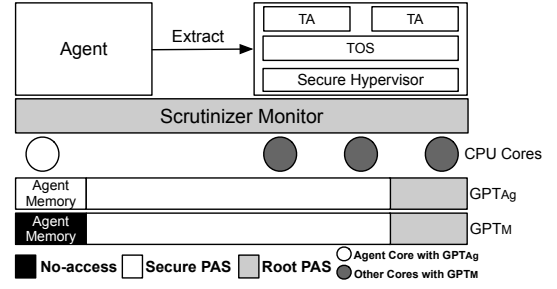 TA TA
Agent Extract TOS
Secure Hypervisor
Scrutinizer Monitor
CPU Cores
Agent
Memory
GPTAg
Agent
Memory
GPTM
No-access Secure PAS Root PAS
Agent Core with GPTAg
Other Cores with GPTM